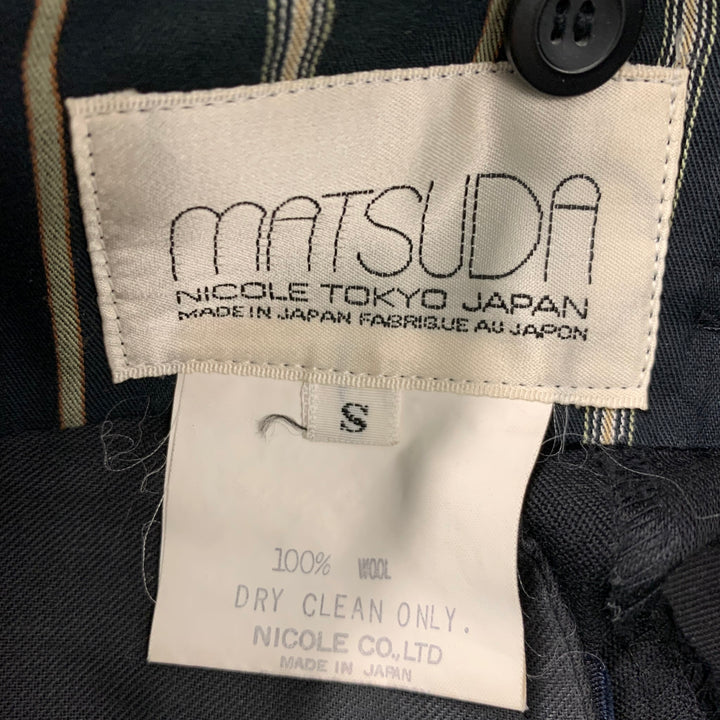 MATSUDA
NICOLE TOKYO JAPAN
MADE IN JAPAN FABRIQUE AU JAPON
S
100% WOOL
DRY CLEAN ONLY.
NICOLE CO.,LTD
MADE IN JAPAN